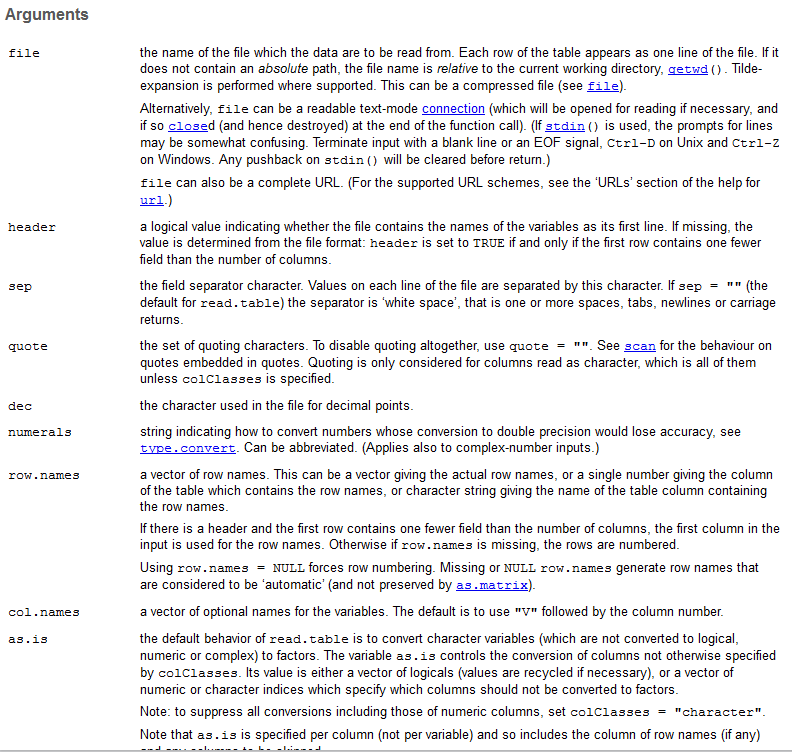 Arguments
file the name of the file which the data are to be read from. Each row of the table appears as one line of the file. If it
does not contain an absolute path, the file name is relative to the current working directory, getwd(). Tilde-
expansion is performed where supported. This can be a compressed file (see file).
Alternatively, file can be a readable text-mode connection (which will be opened for reading if necessary, and
if so closed (and hence destroyed) at the end of the function call). (If stdin() is used, the prompts for lines
may be somewhat confusing. Terminate input with a blank line or an EOF signal, Ctrl-D on Unix and Ctrl-Z
on Windows. Any pushback on stdin() will be cleared before return.)
file can also be a complete URL. (For the supported URL schemes, see the ‘URLs’ section of the help for
url.)
header a logical value indicating whether the file contains the names of the variables as its first line. If missing, the
value is determined from the file format: header is set to TRUE if and only if the first row contains one fewer
field than the number of columns.
sep the field separator character. Values on each line of the file are separated by this character. If sep = "" (the
default for read.table) the separator is ‘white space’, that is one or more spaces, tabs, newlines or carriage
returns.
quote the set of quoting characters. To disable quoting altogether, use quote = "". See scan for the behaviour on
quotes embedded in quotes. Quoting is only considered for columns read as character, which is all of them
unless colClasses is specified.
dec the character used in the file for decimal points.
numerals string indicating how to convert numbers whose conversion to double precision would lose accuracy, see
type.convert. Can be abbreviated. (Applies also to complex-number inputs.)
row.names a vector of row names. This can be a vector giving the actual row names, or a single number giving the column
of the table which contains the row names, or character string giving the name of the table column containing
the row names.
If there is a header and the first row contains one fewer field than the number of columns, the first column in the
input is used for the row names. Otherwise if row.names is missing, the rows are numbered.
Using row.names = NULL forces row numbering. Missing or NULL row.names generate row names that
are considered to be ‘automatic’ (and not preserved by as.matrix).
col.names a vector of optional names for the variables. The default is to use "V" followed by the column number.
as.is the default behavior of read.table is to convert character variables (which are not converted to logical,
numeric or complex) to factors. The variable as.is controls the conversion of columns not otherwise specified
by colClasses. Its value is either a vector of logicals (values are recycled if necessary), or a vector of
numeric or character indices which specify which columns should not be converted to factors.
Note: to suppress all conversions including those of numeric columns, set colClasses = "character".
Note that as.is is specified per column (not per variable) and so includes the column of row names (if any)